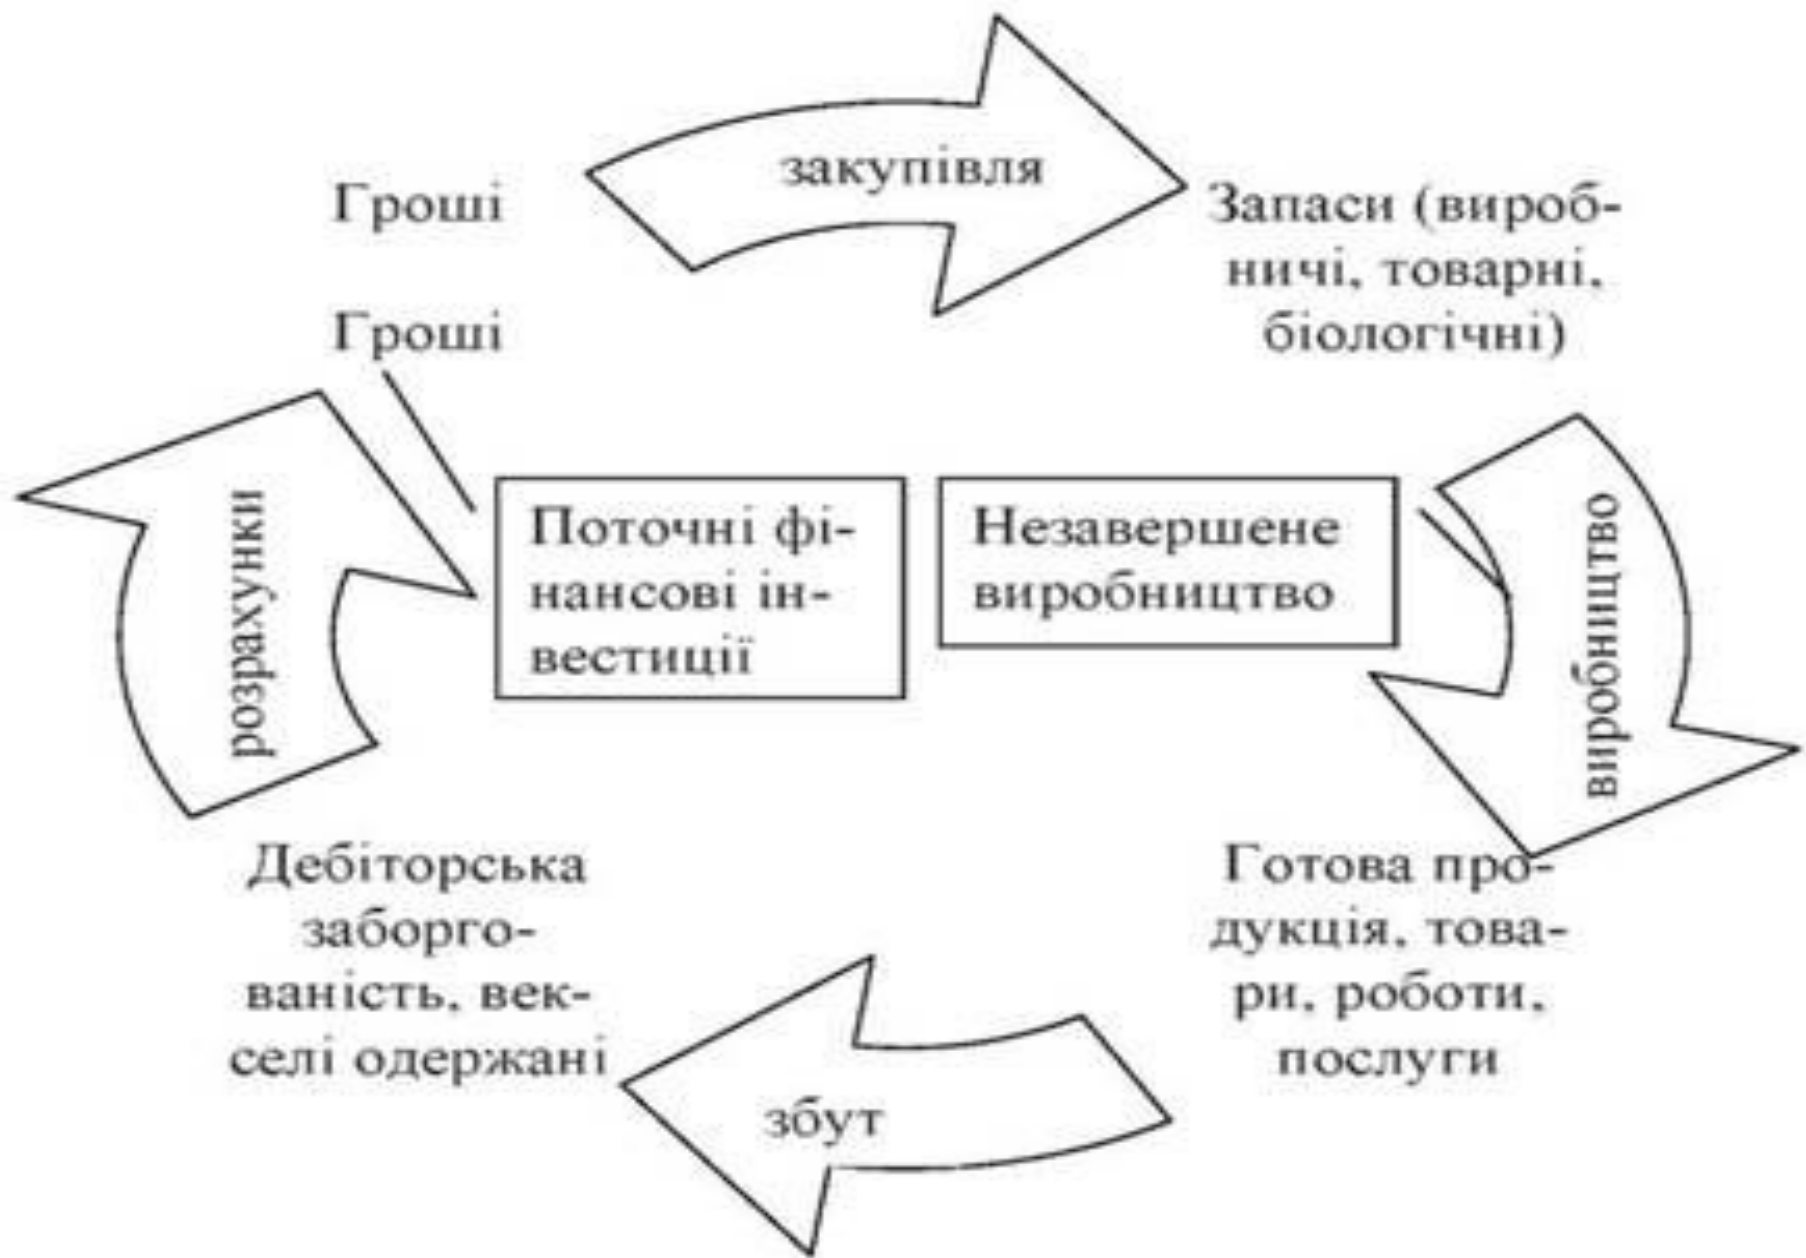 закупівля
Гроші
Запаси (вироб-
ничі, товарні,
біологічні)
Гроші
розрахунки
Поточні фі-
нансові ін-
вестиції
Незавершене
виробництво
виробництво
Дебіторська
заборго-
ваність, век-
селі одержані
Готова про-
дукція, това-
ри, роботи,
послуги
збут